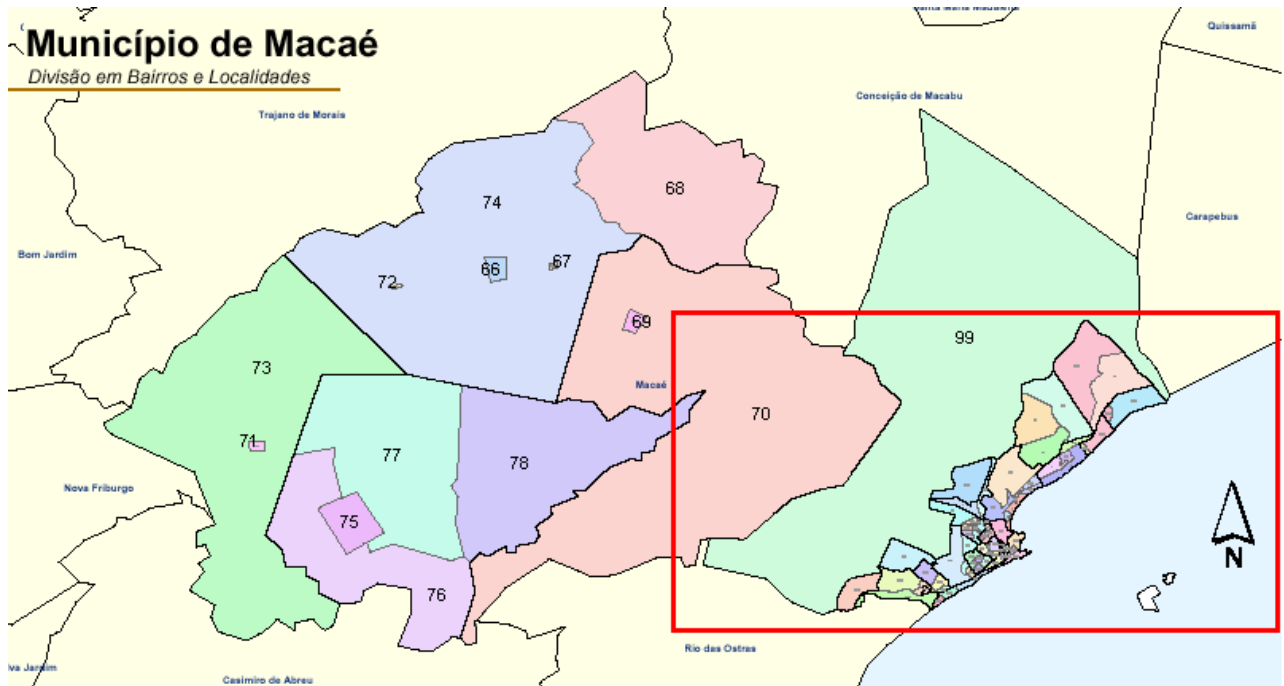 Município de Macaé
Divisão em Bairros e Localidades
Quissamã
Conceição de Macabu
Trajano de Morais
68
74
Carapebus
Bom Jardim
67
66
72
69
99
73
Macaé
70
71
77
78
Nova Friburgo
75
N
76
Rio das Ostras
Casimiro de Abreu